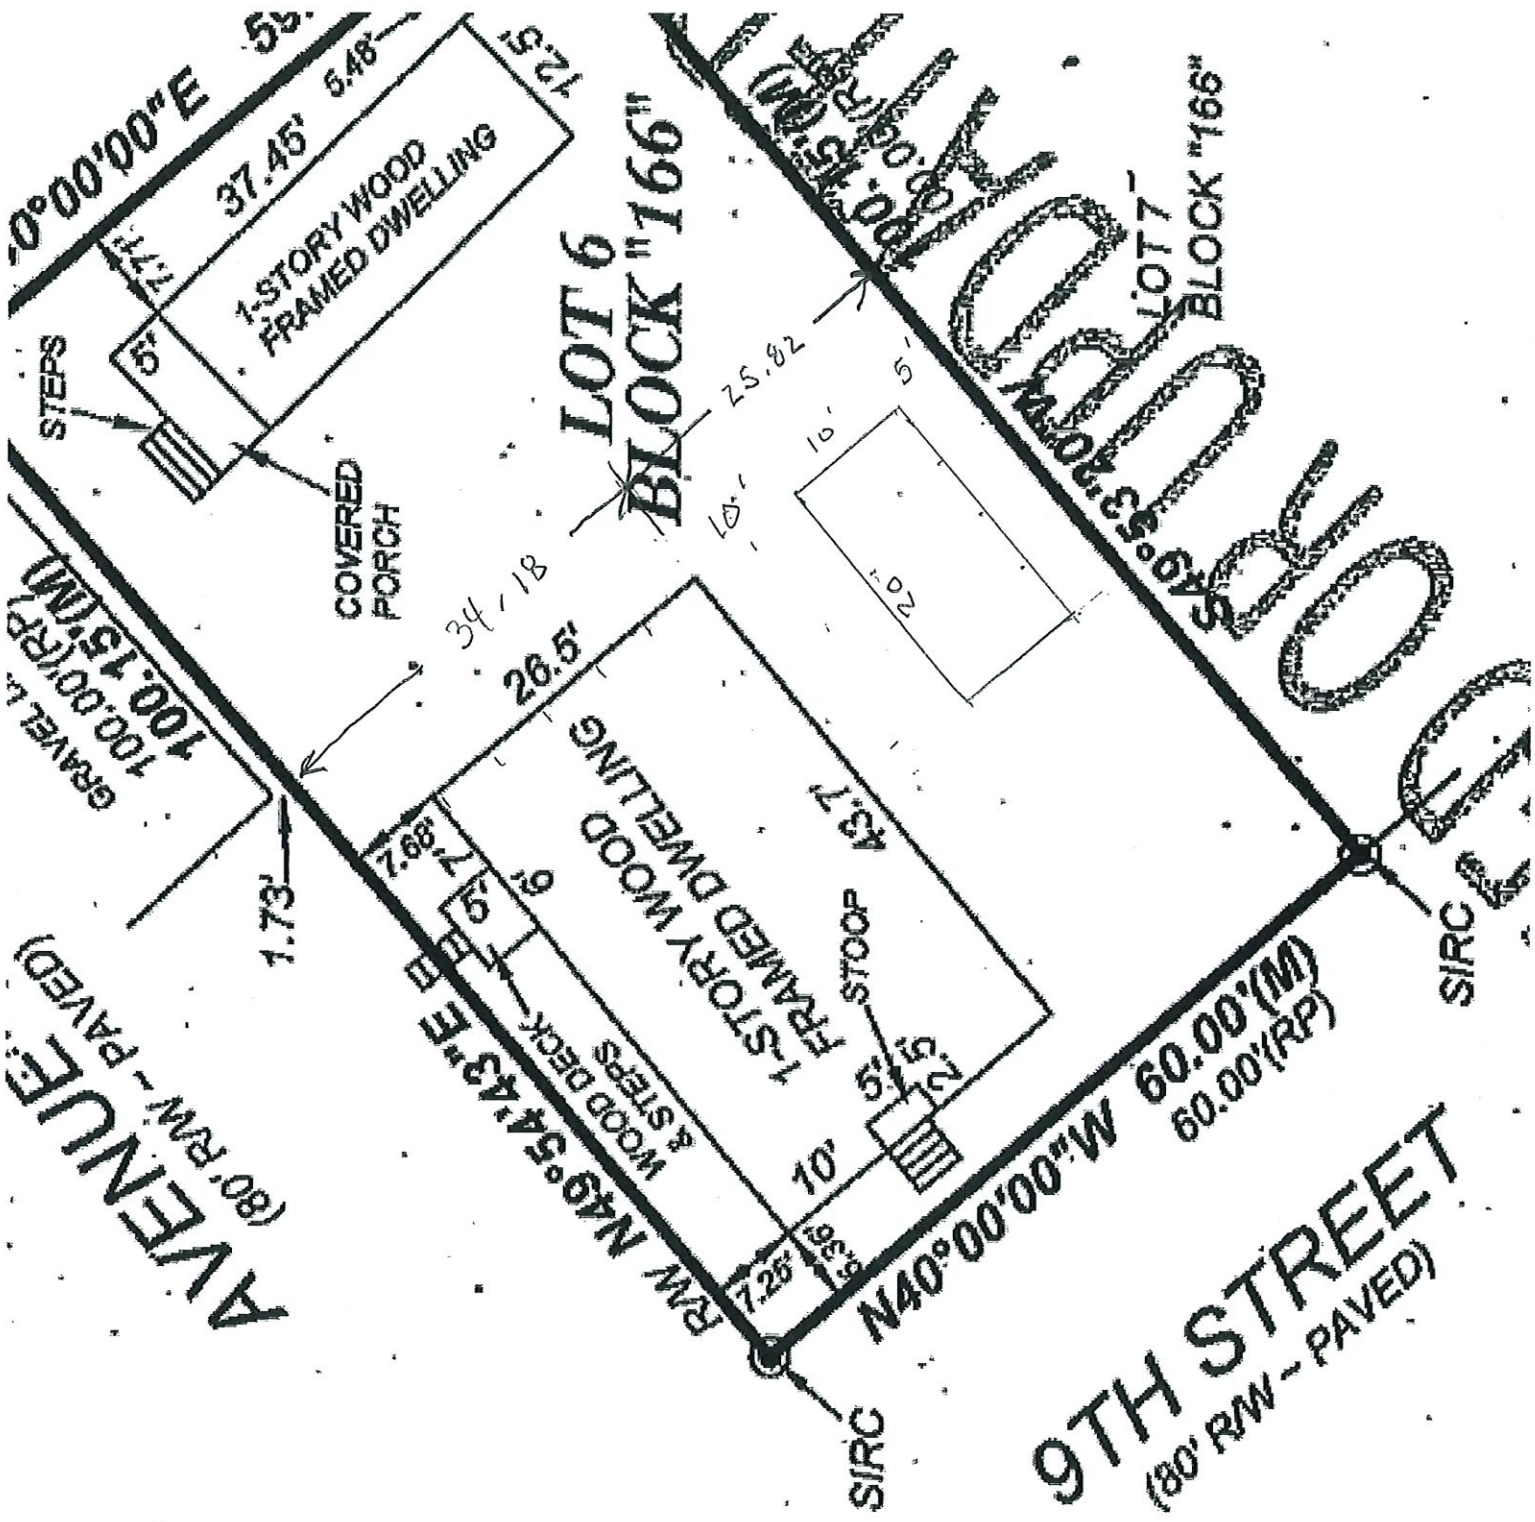 59.
0°00'00"E
5.48'
12.5'
37.45'
1-STORY WOOD
FRAMED DWELLING
7.74'
5'
STEPS
COVERED
PORCH
LOT 6
BLOCK "166"
LOT 7
BLOCK "166"
25.82
34.18
5'
10'
10'
20'
S49°53'20"W
GRAVEL
100.00'(RP)
100.15'(M)
1.73'
26.5'
7.68'
7'
5'
6'
43.7'
1-STORY WOOD
FRAMED DWELLING
STOOP
5'
2.5
10'
WOOD DECK
& STEPS
N49°54'43"E
R/W
7.25'
6.36'
AVENUE
(80' R/W ~ PAVED)
N40°00'00"W 60.00'(M)
60.00'(RP)
SIRC
SIRC
9TH STREET
(80' R/W ~ PAVED)